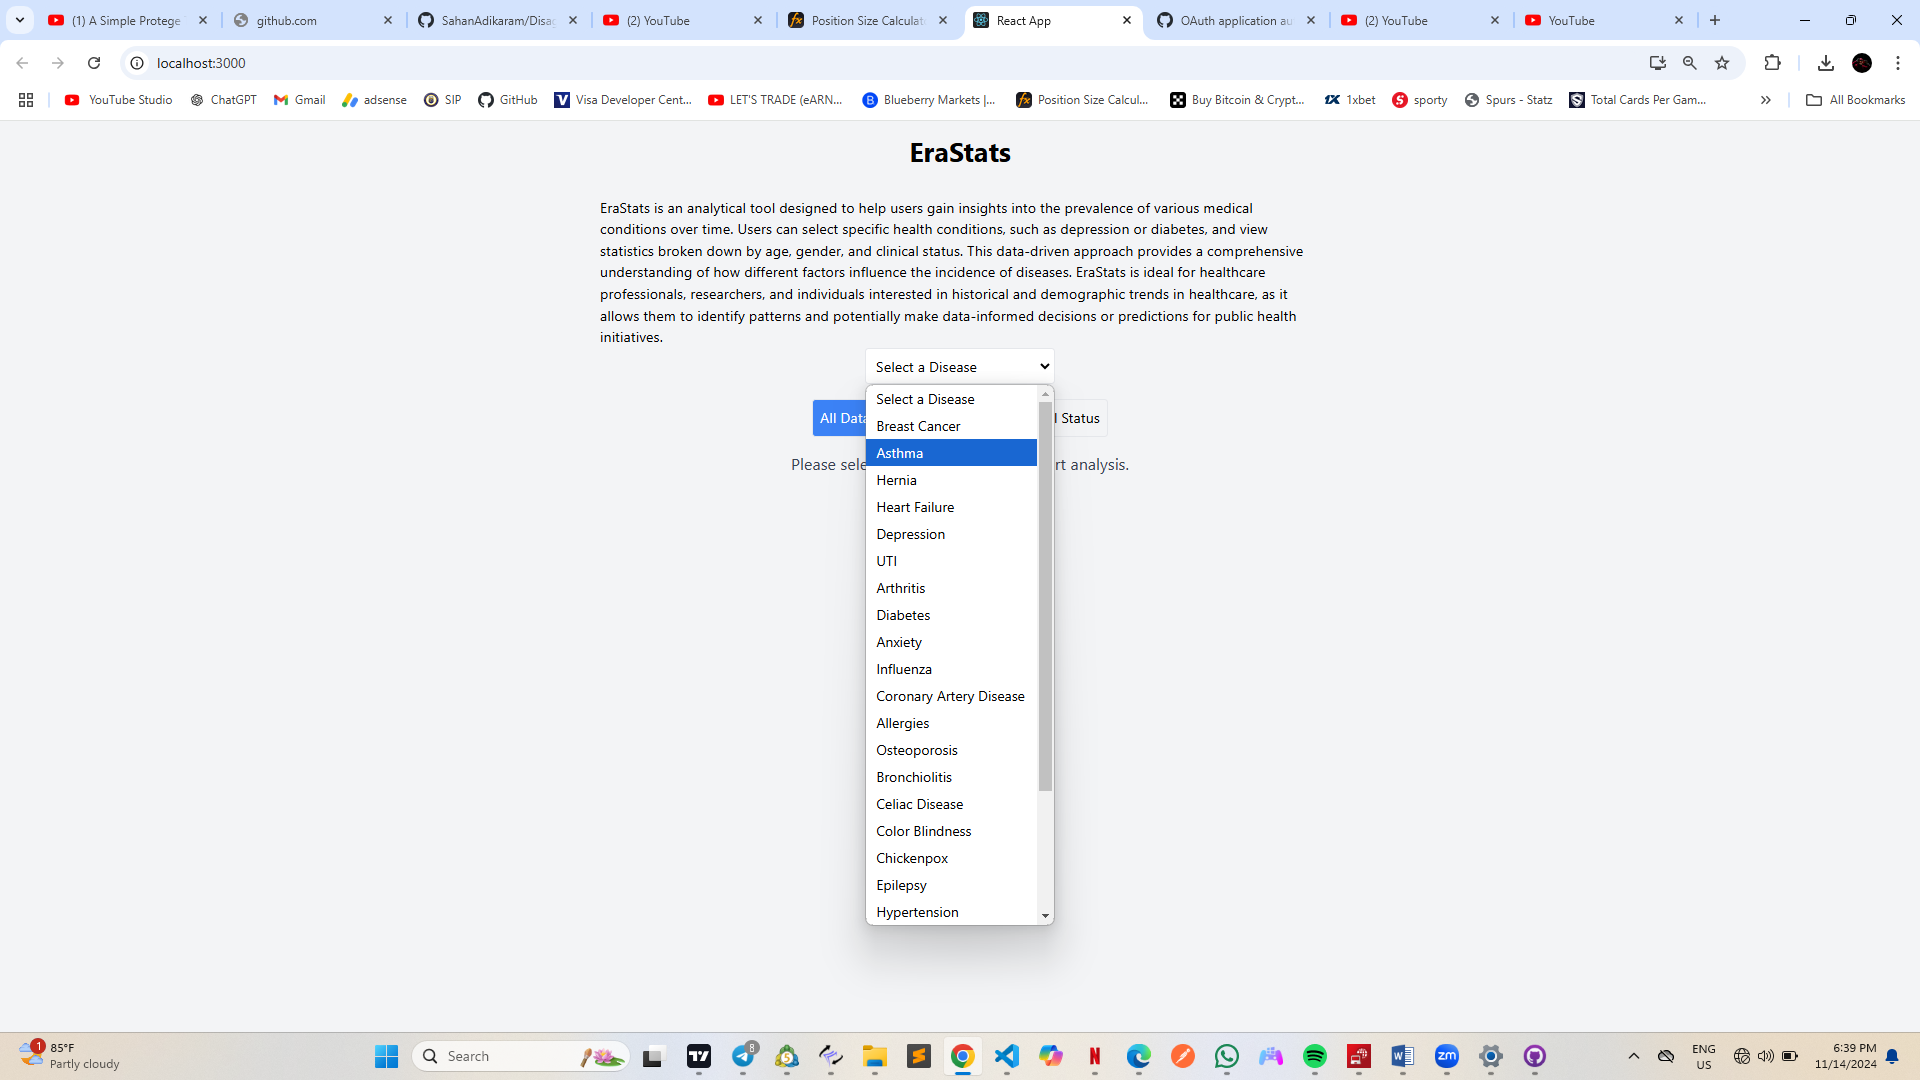 (1) A Simple Protege
github.com
SahanAdikaram/Disa
(2) YouTube
Position Size Calculat
React App
OAuth application au
(2) YouTube
YouTube
localhost:3000
YouTube Studio
ChatGPT
Gmail
adsense
SIP
GitHub
Visa Developer Cent...
LET'S TRADE (eARN...
Blueberry Markets |...
Position Size Calcul...
Buy Bitcoin & Crypt...
1xbet
sporty
Spurs - Statz
Total Cards Per Gam...
All Bookmarks
EraStats
EraStats is an analytical tool designed to help users gain insights into the prevalence of various medical
conditions over time. Users can select specific health conditions, such as depression or diabetes, and view
statistics broken down by age, gender, and clinical status. This data-driven approach provides a comprehensive
understanding of how different factors influence the incidence of diseases. EraStats is ideal for healthcare
professionals, researchers, and individuals interested in historical and demographic trends in healthcare, as it
allows them to identify patterns and potentially make data-informed decisions or predictions for public health
initiatives.
Select a Disease
All Data
l Status
Please sele
rt analysis.
Select a Disease
Breast Cancer
Asthma
Hernia
Heart Failure
Depression
UTI
Arthritis
Diabetes
Anxiety
Influenza
Coronary Artery Disease
Allergies
Osteoporosis
Bronchiolitis
Celiac Disease
Color Blindness
Chickenpox
Epilepsy
Hypertension
1
85°F
Partly cloudy
Search
8
ENG
US
6:39 PM
11/14/2024